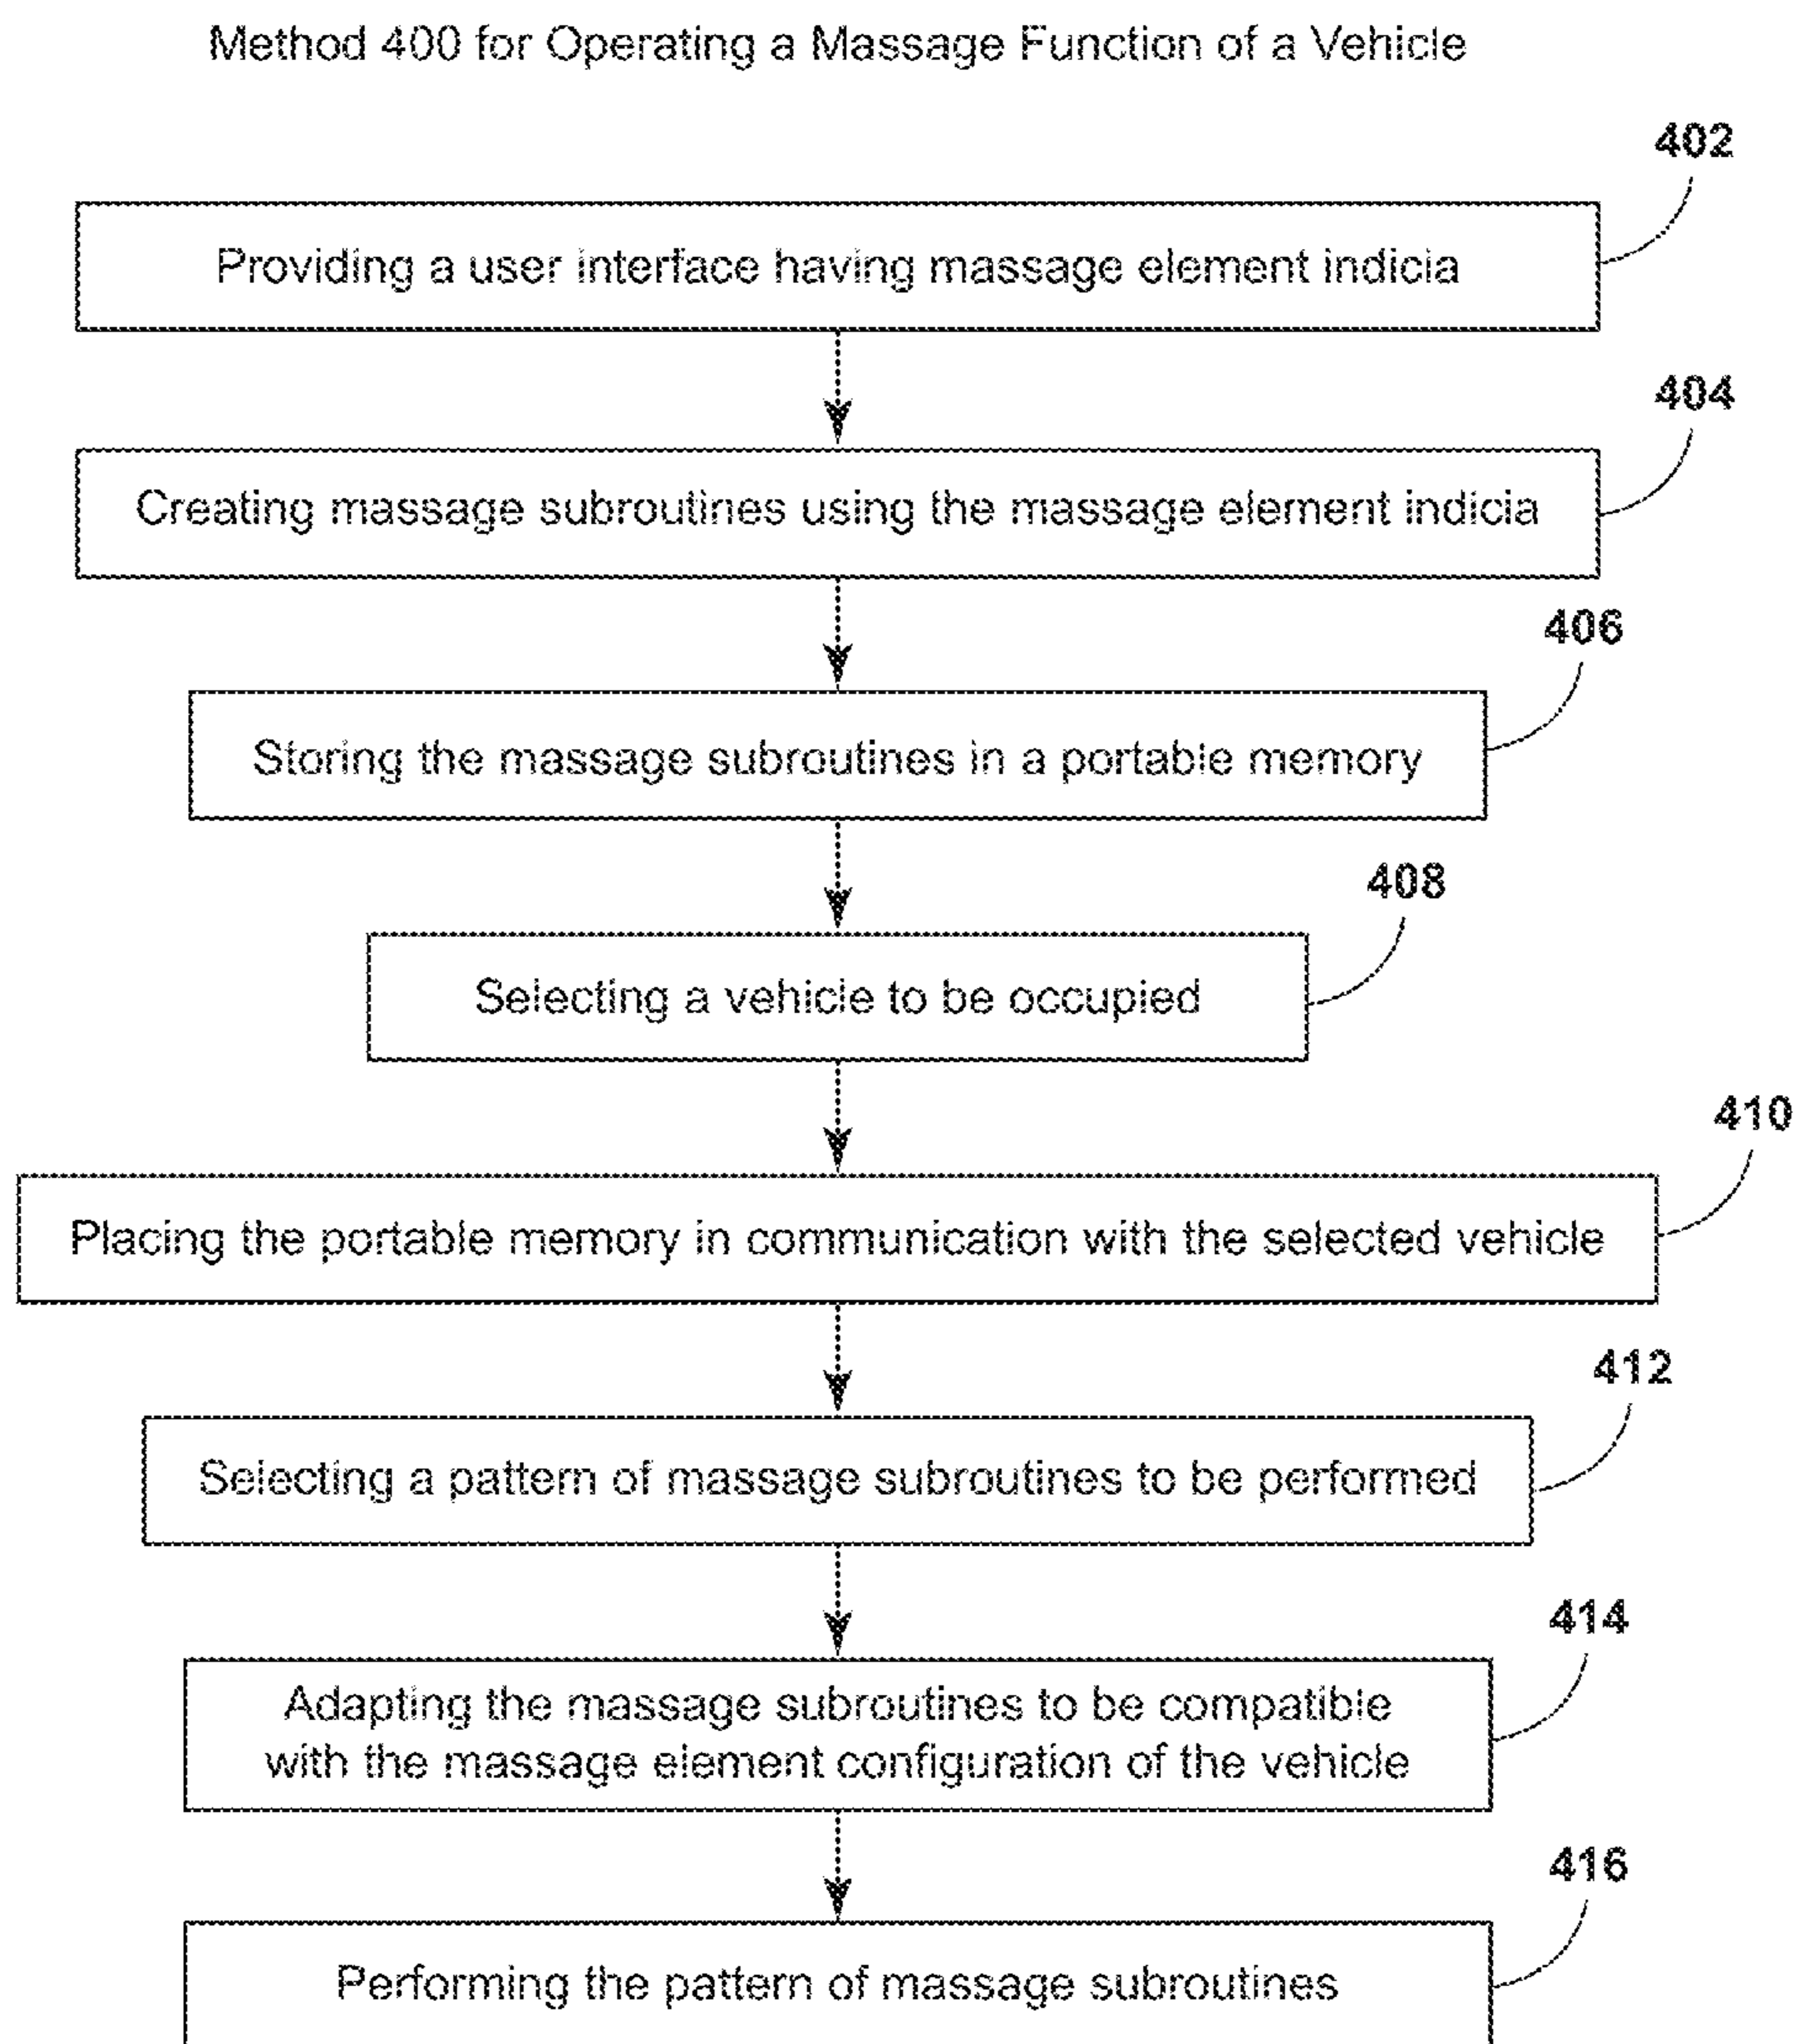 Method 400 for Operating a Massage Function of a Vehicle
402
Providing a user interface having massage element indicia
404
Creating massage subroutines using the massage element indicia
406
Storing the massage subroutines in a portable memory
408
Selecting a vehicle to be occupied
410
Placing the portable memory in communication with the selected vehicle
412
Selecting a pattern of massage subroutines to be performed
414
Adapting the massage subroutines to be compatible
with the massage element configuration of the vehicle
416
Performing the pattern of massage subroutines